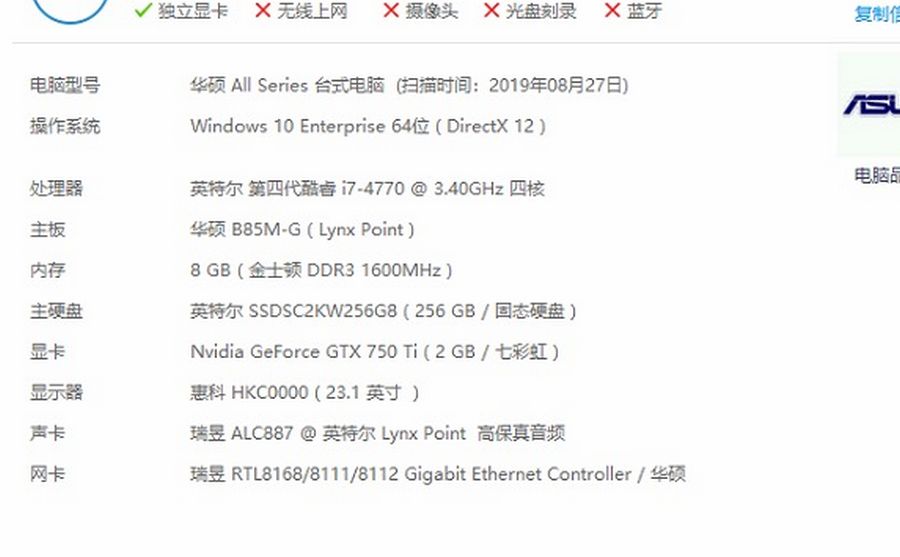 独立显卡 无线上网 摄像头 光盘刻录 蓝牙 复制信
电脑型号 华硕 All Series 台式电脑 (扫描时间：2019年08月27日)
操作系统 Windows 10 Enterprise 64位 ( DirectX 12 )
ASU
电脑品
处理器 英特尔 第四代酷睿 i7-4770 @ 3.40GHz 四核
主板 华硕 B85M-G ( Lynx Point )
内存 8 GB ( 金士顿 DDR3 1600MHz )
主硬盘 英特尔 SSDSC2KW256G8 ( 256 GB / 固态硬盘 )
显卡 Nvidia GeForce GTX 750 Ti ( 2 GB / 七彩虹 )
显示器 惠科 HKC0000 ( 23.1 英寸 )
声卡 瑞昱 ALC887 @ 英特尔 Lynx Point 高保真音频
网卡 瑞昱 RTL8168/8111/8112 Gigabit Ethernet Controller / 华硕